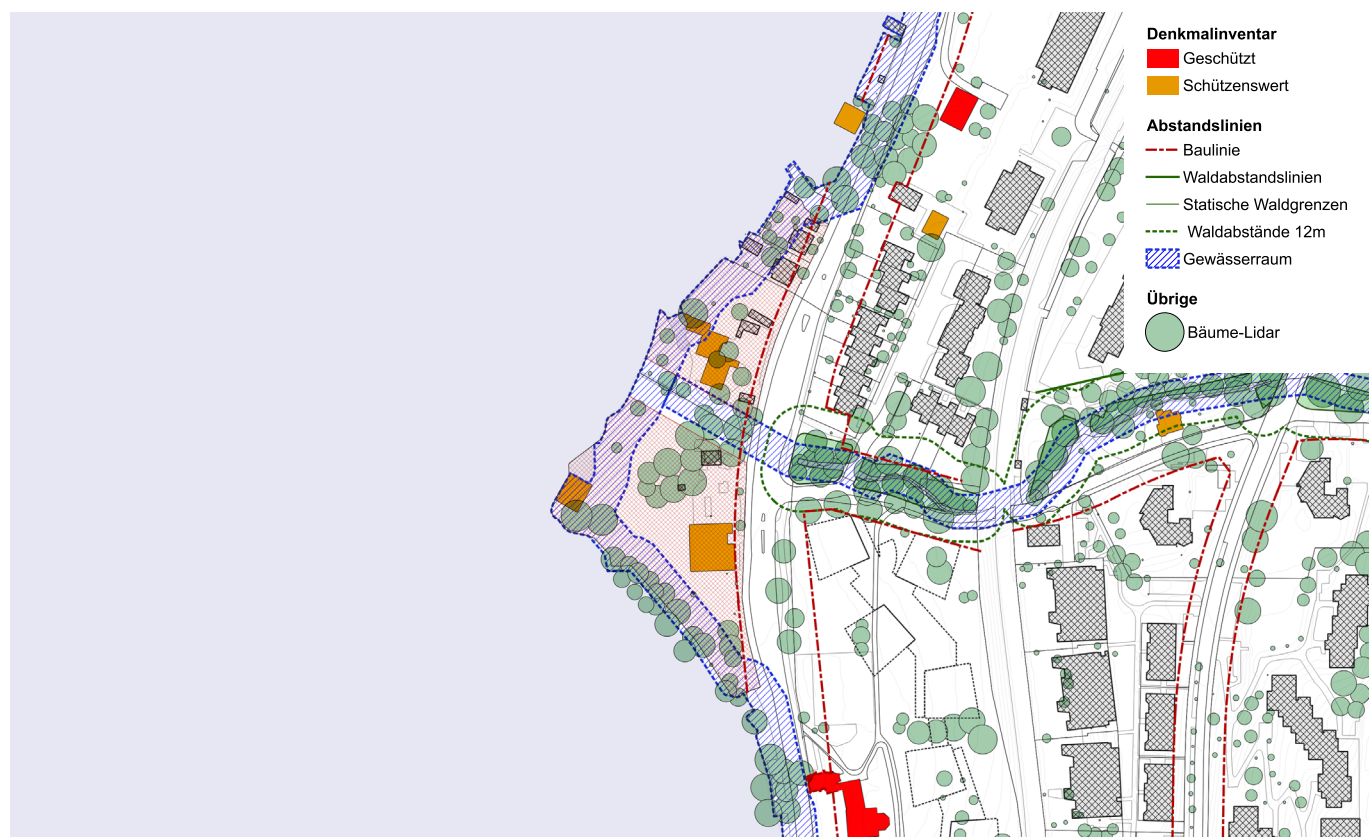 Denkmalinventar
Geschützt
Schützenswert
Abstandslinien
Baulinie
Waldabstandslinien
Statische Waldgrenzen
Waldabstände 12m
Gewässerraum
Übrige
Bäume-Lidar